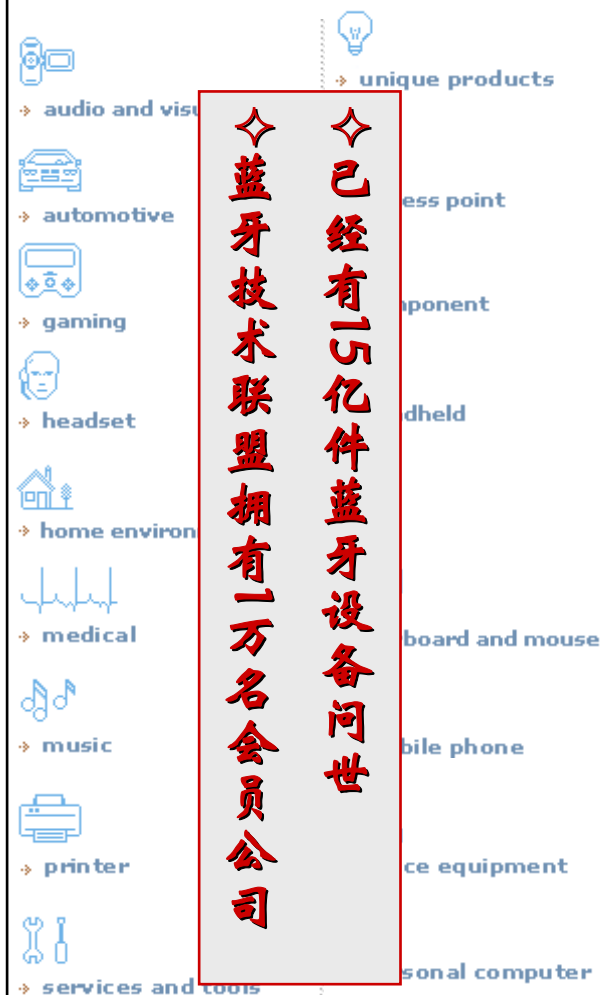 audio and visu
automotive
gaming
headset
home environ
medical
music
printer
services and tools
✧已经有15亿件蓝牙设备问世
✧蓝牙技术联盟拥有1万名会员公司
unique products
ess point
ponent
dheld
board and mouse
bile phone
ce equipment
sonal computer